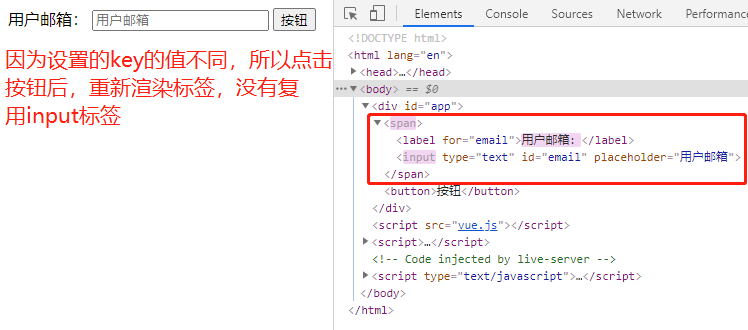 用户邮箱： 用户邮箱 按钮
因为设置的key的值不同，所以点击
按钮后，重新渲染标签，没有复
用input标签
Elements Console Sources Network Performance
<!DOCTYPE html>
<html lang="en">
<head>…</head>
<body> == $0
<div id="app">
<span>
<label for="email">用户邮箱：</label>
<input type="text" id="email" placeholder="用户邮箱">
</span>
<button>按钮</button>
</div>
<script src="vue.js"></script>
<script>…</script>
<!-- Code injected by live-server -->
<script type="text/javascript">…</script>
</body>
</html>